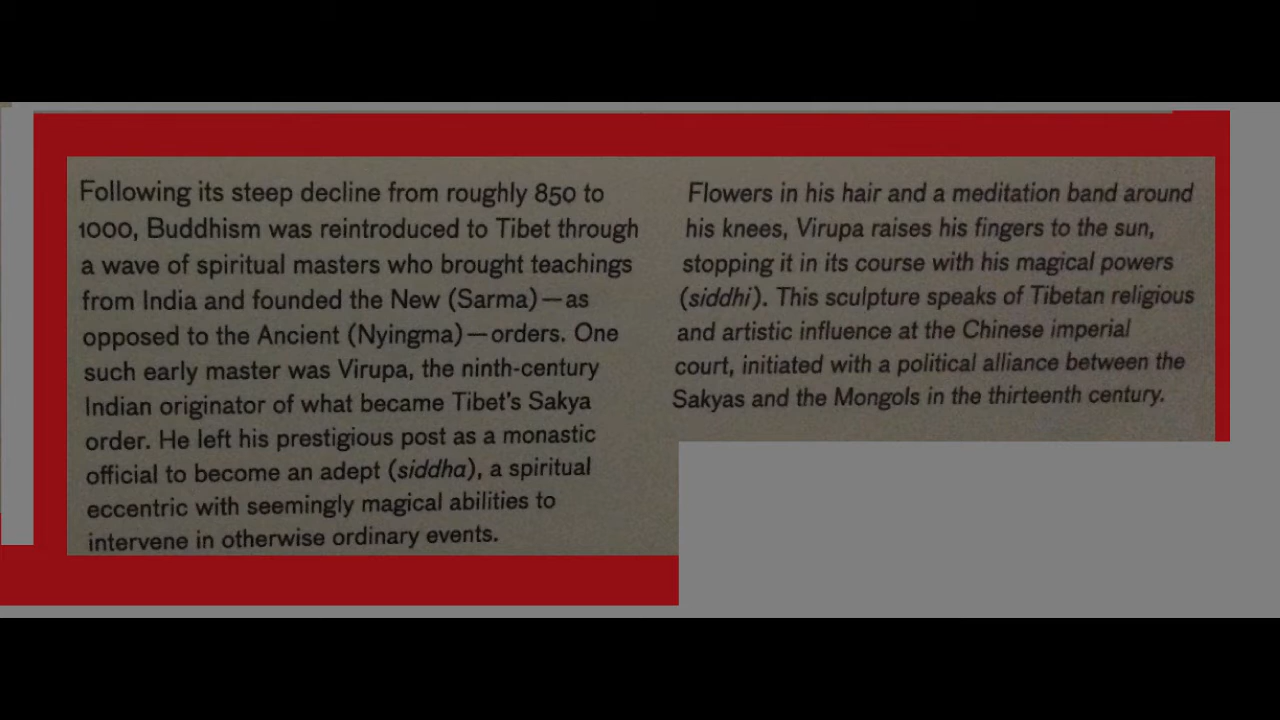 Following its steep decline from roughly 850 to
1000, Buddhism was reintroduced to Tibet through
a wave of spiritual masters who brought teachings
from India and founded the New (Sarma)—as
opposed to the Ancient (Nyingma)—orders. One
such early master was Virupa, the ninth-century
Indian originator of what became Tibet's Sakya
order. He left his prestigious post as a monastic
official to become an adept (siddha), a spiritual
eccentric with seemingly magical abilities to
intervene in otherwise ordinary events.
Flowers in his hair and a meditation band around
his knees, Virupa raises his fingers to the sun,
stopping it in its course with his magical powers
(siddhi). This sculpture speaks of Tibetan religious
and artistic influence at the Chinese imperial
court, initiated with a political alliance between the
Sakyas and the Mongols in the thirteenth century.